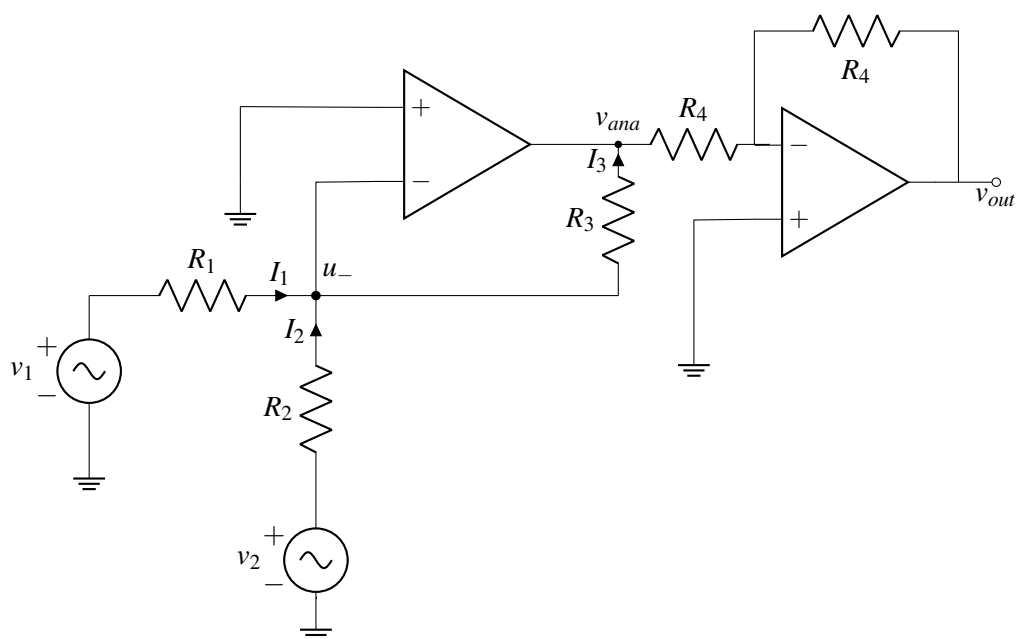 R4
+
vana
R4
I3
−
−
R3
+
vout
R1
I1
u−
I2
+
v1
−
R2
+
v2
−